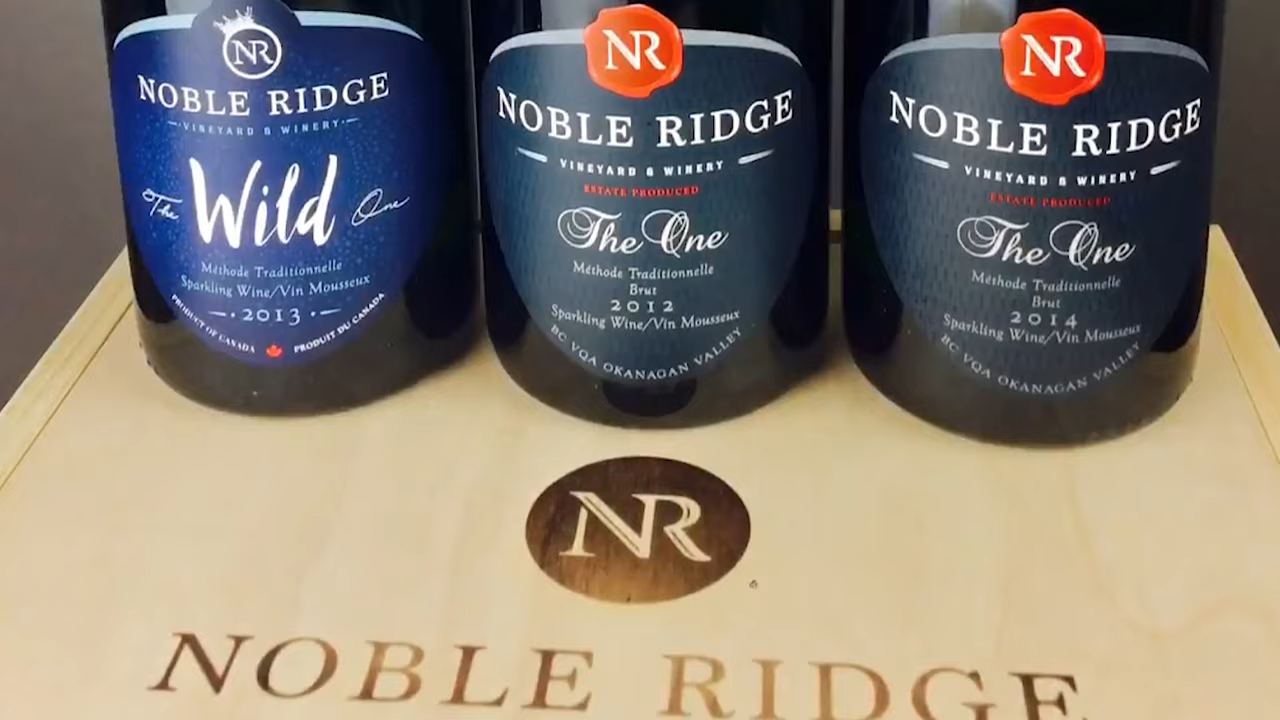 NR
NOBLE RIDGE
VINEYARD & WINERY
The Wild One
Méthode Traditionnelle
Sparkling Wine/Vin Mousseux
2013
PRODUCT OF CANADA PRODUIT DU CANADA
NR
NOBLE RIDGE
VINEYARD & WINERY
ESTATE PRODUCED
The One
Méthode Traditionnelle
Brut
2012
Sparkling Wine/Vin Mousseux
BC VQA OKANAGAN VALLEY
NR
NOBLE RIDGE
VINEYARD & WINERY
ESTATE PRODUCED
The One
Méthode Traditionnelle
Brut
2014
Sparkling Wine/Vin Mousseux
BC VQA OKANAGAN VALLEY
NR
NOBLE RIDGE